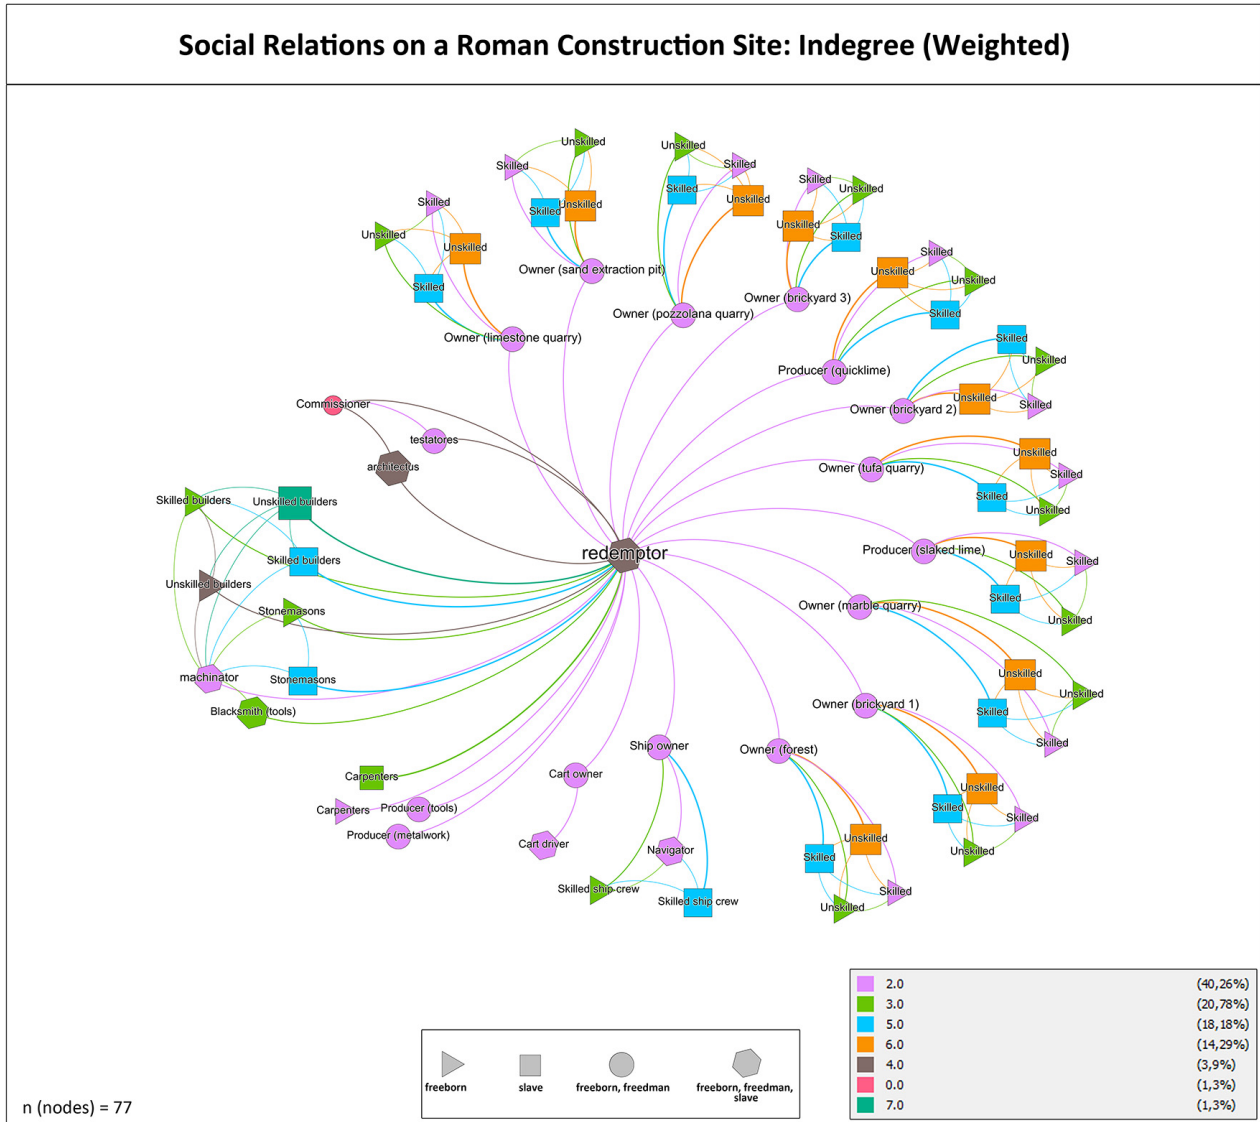 Social Relations on a Roman Construction Site: Indegree (Weighted)
Unskilled
Skilled
Skilled
Unskilled
Owner (sand extraction pit)
Unskilled
Skilled
Skilled
Unskilled
Owner (pozzolana quarry)
Skilled
Unskilled
Unskilled
Skilled
Owner (brickyard 3)
Skilled
Unskilled
Unskilled
Skilled
Owner (limestone quarry)
Skilled
Unskilled
Unskilled
Skilled
Producer (quicklime)
Skilled
Unskilled
Unskilled
Skilled
Owner (brickyard 2)
Commissioner
testatores
architectus
Unskilled
Skilled
Skilled
Unskilled
Owner (tufa quarry)
Skilled builders
Unskilled builders
Skilled builders
Unskilled builders
Stonemasons
machinator
Stonemasons
Blacksmith (tools)
redemptor
Unskilled
Skilled
Skilled
Unskilled
Producer (slaked lime)
Owner (marble quarry)
Unskilled
Unskilled
Skilled
Skilled
Owner (brickyard 1)
Unskilled
Skilled
Skilled
Unskilled
Carpenters
Carpenters
Producer (tools)
Producer (metalwork)
Cart owner
Cart driver
Ship owner
Navigator
Skilled ship crew
Skilled ship crew
Owner (forest)
Unskilled
Skilled
Skilled
Unskilled
2.0 (40,26%)
3.0 (20,78%)
5.0 (18,18%)
6.0 (14,29%)
4.0 (3,9%)
0.0 (1,3%)
7.0 (1,3%)
freeborn
slave
freeborn, freedman
freeborn, freedman,
slave
n (nodes) = 77